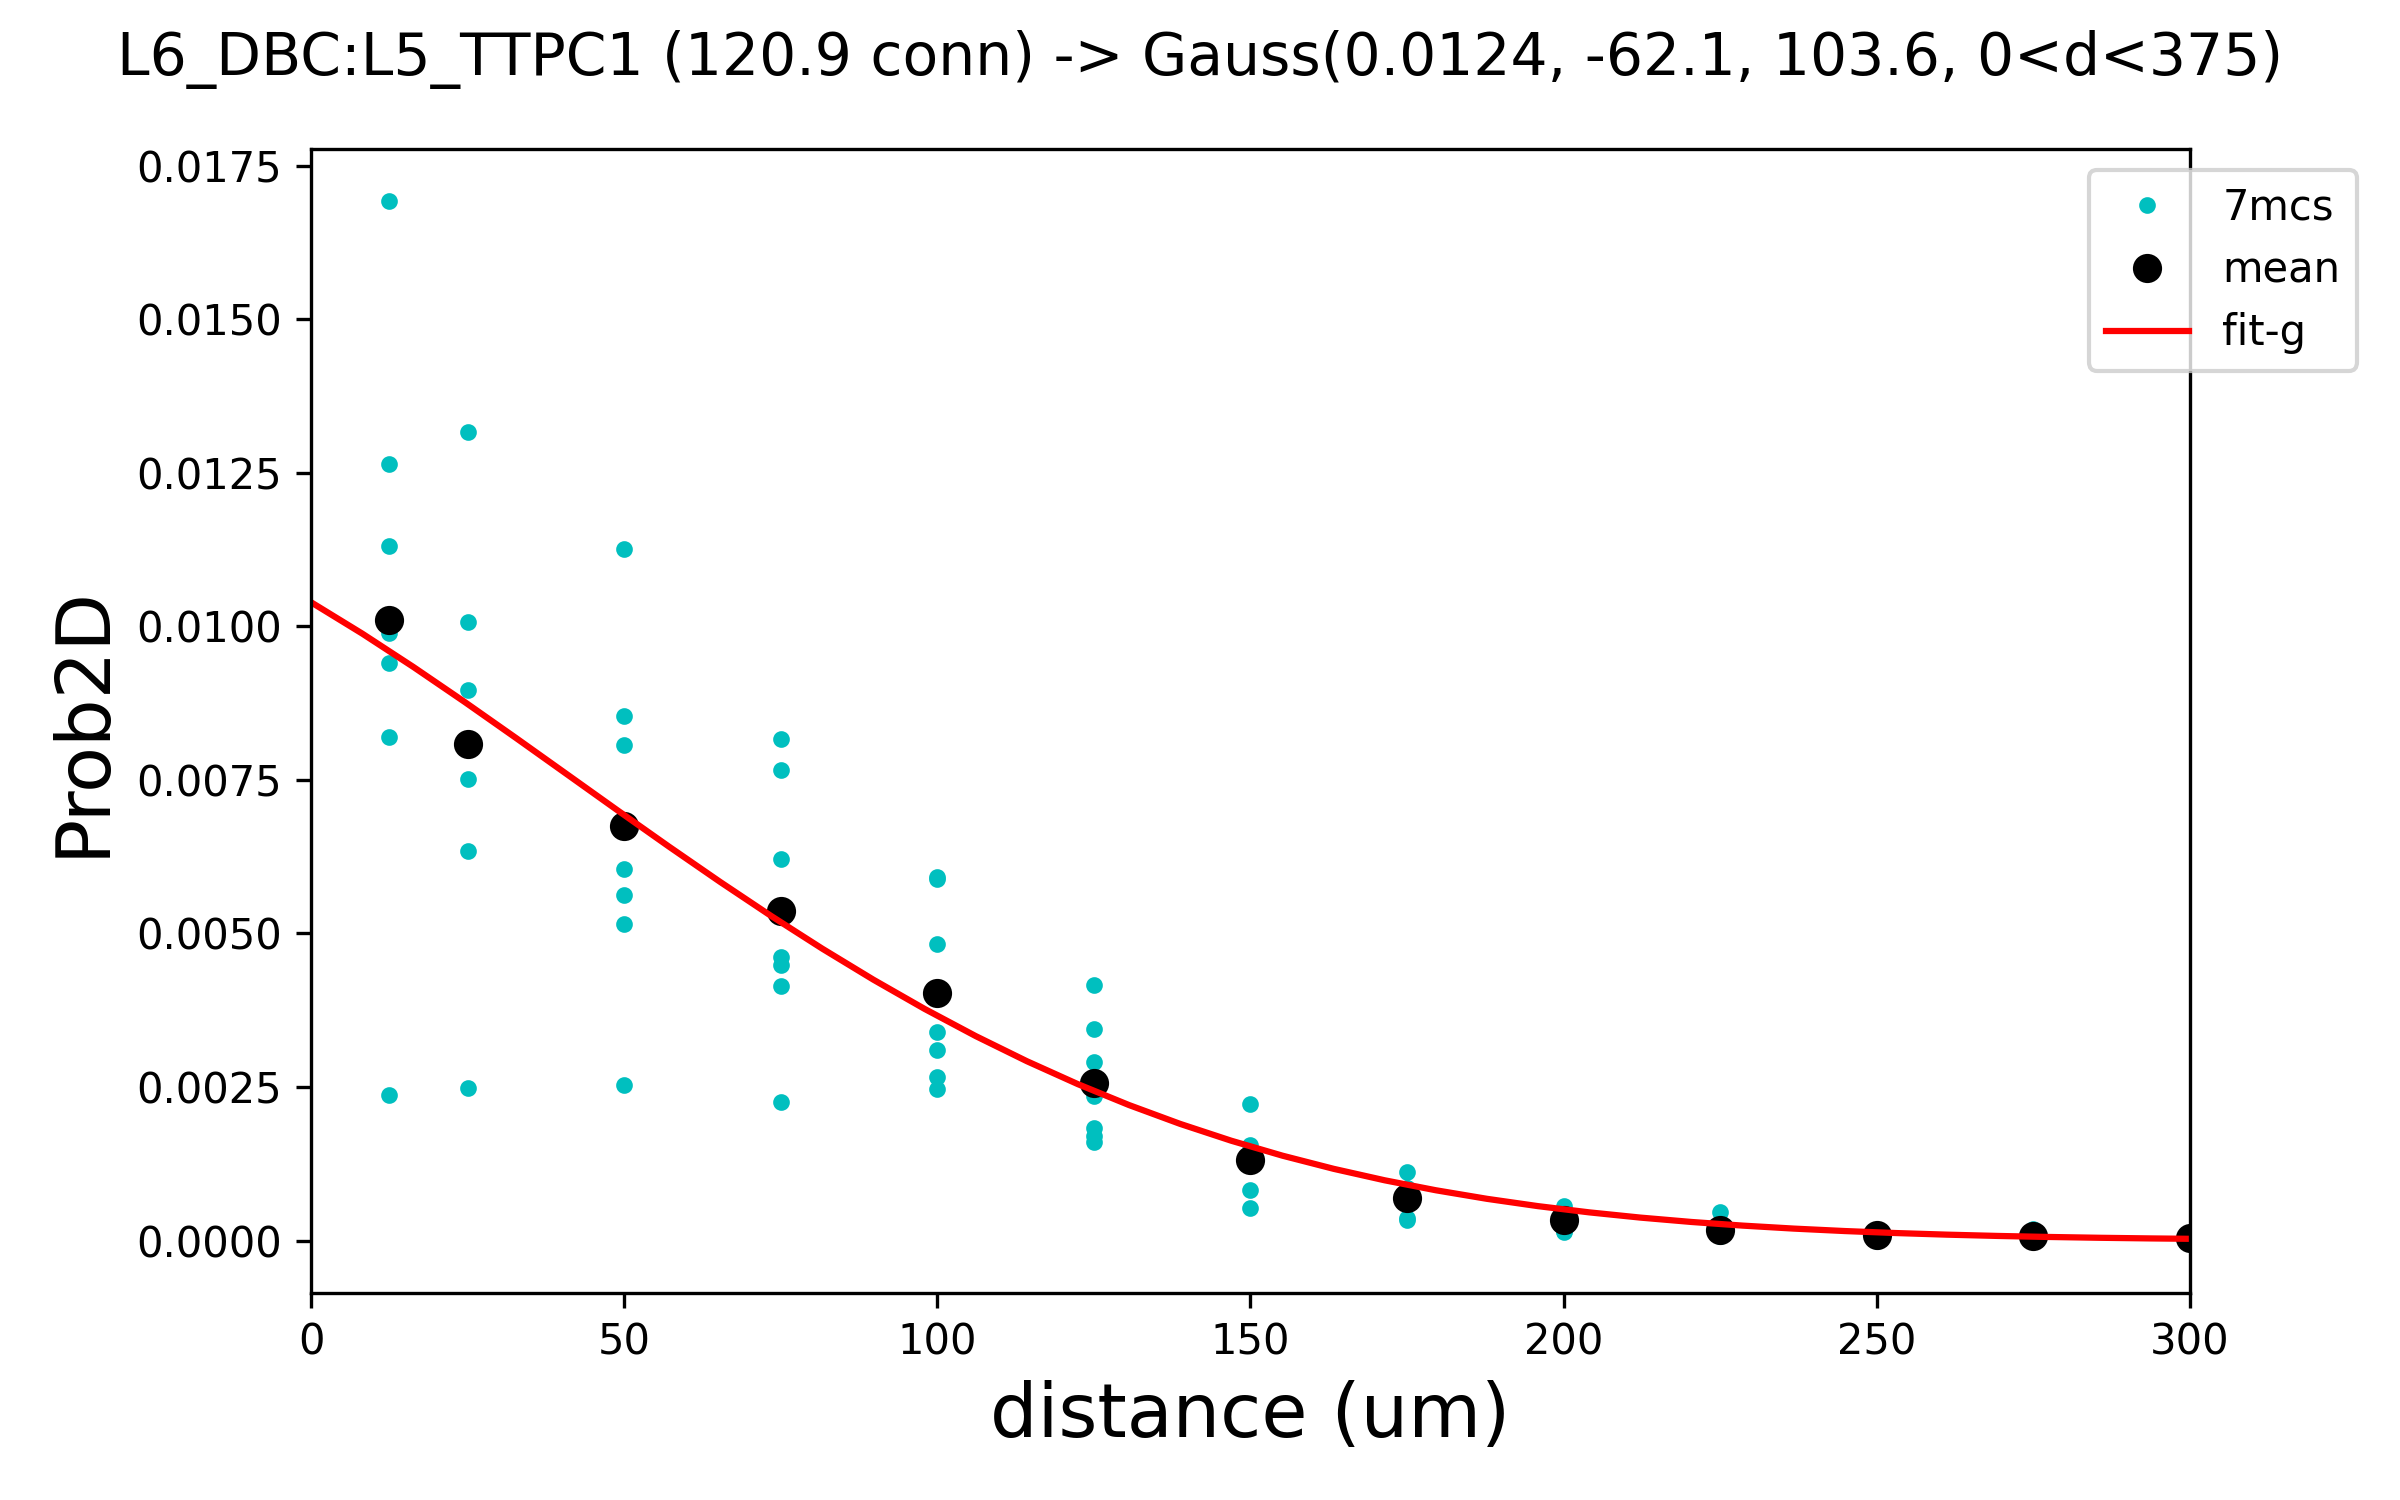 L6_DBC:L5_TTPC1 (120.9 conn) -> Gauss(0.0124, -62.1, 103.6, 0<d<375)
0.0175
0.0150
0.0125
0.0100
0.0075
0.0050
0.0025
0.0000
Prob2D
7mcs
mean
fit-g
0 50 100 150 200 250 300
distance (um)